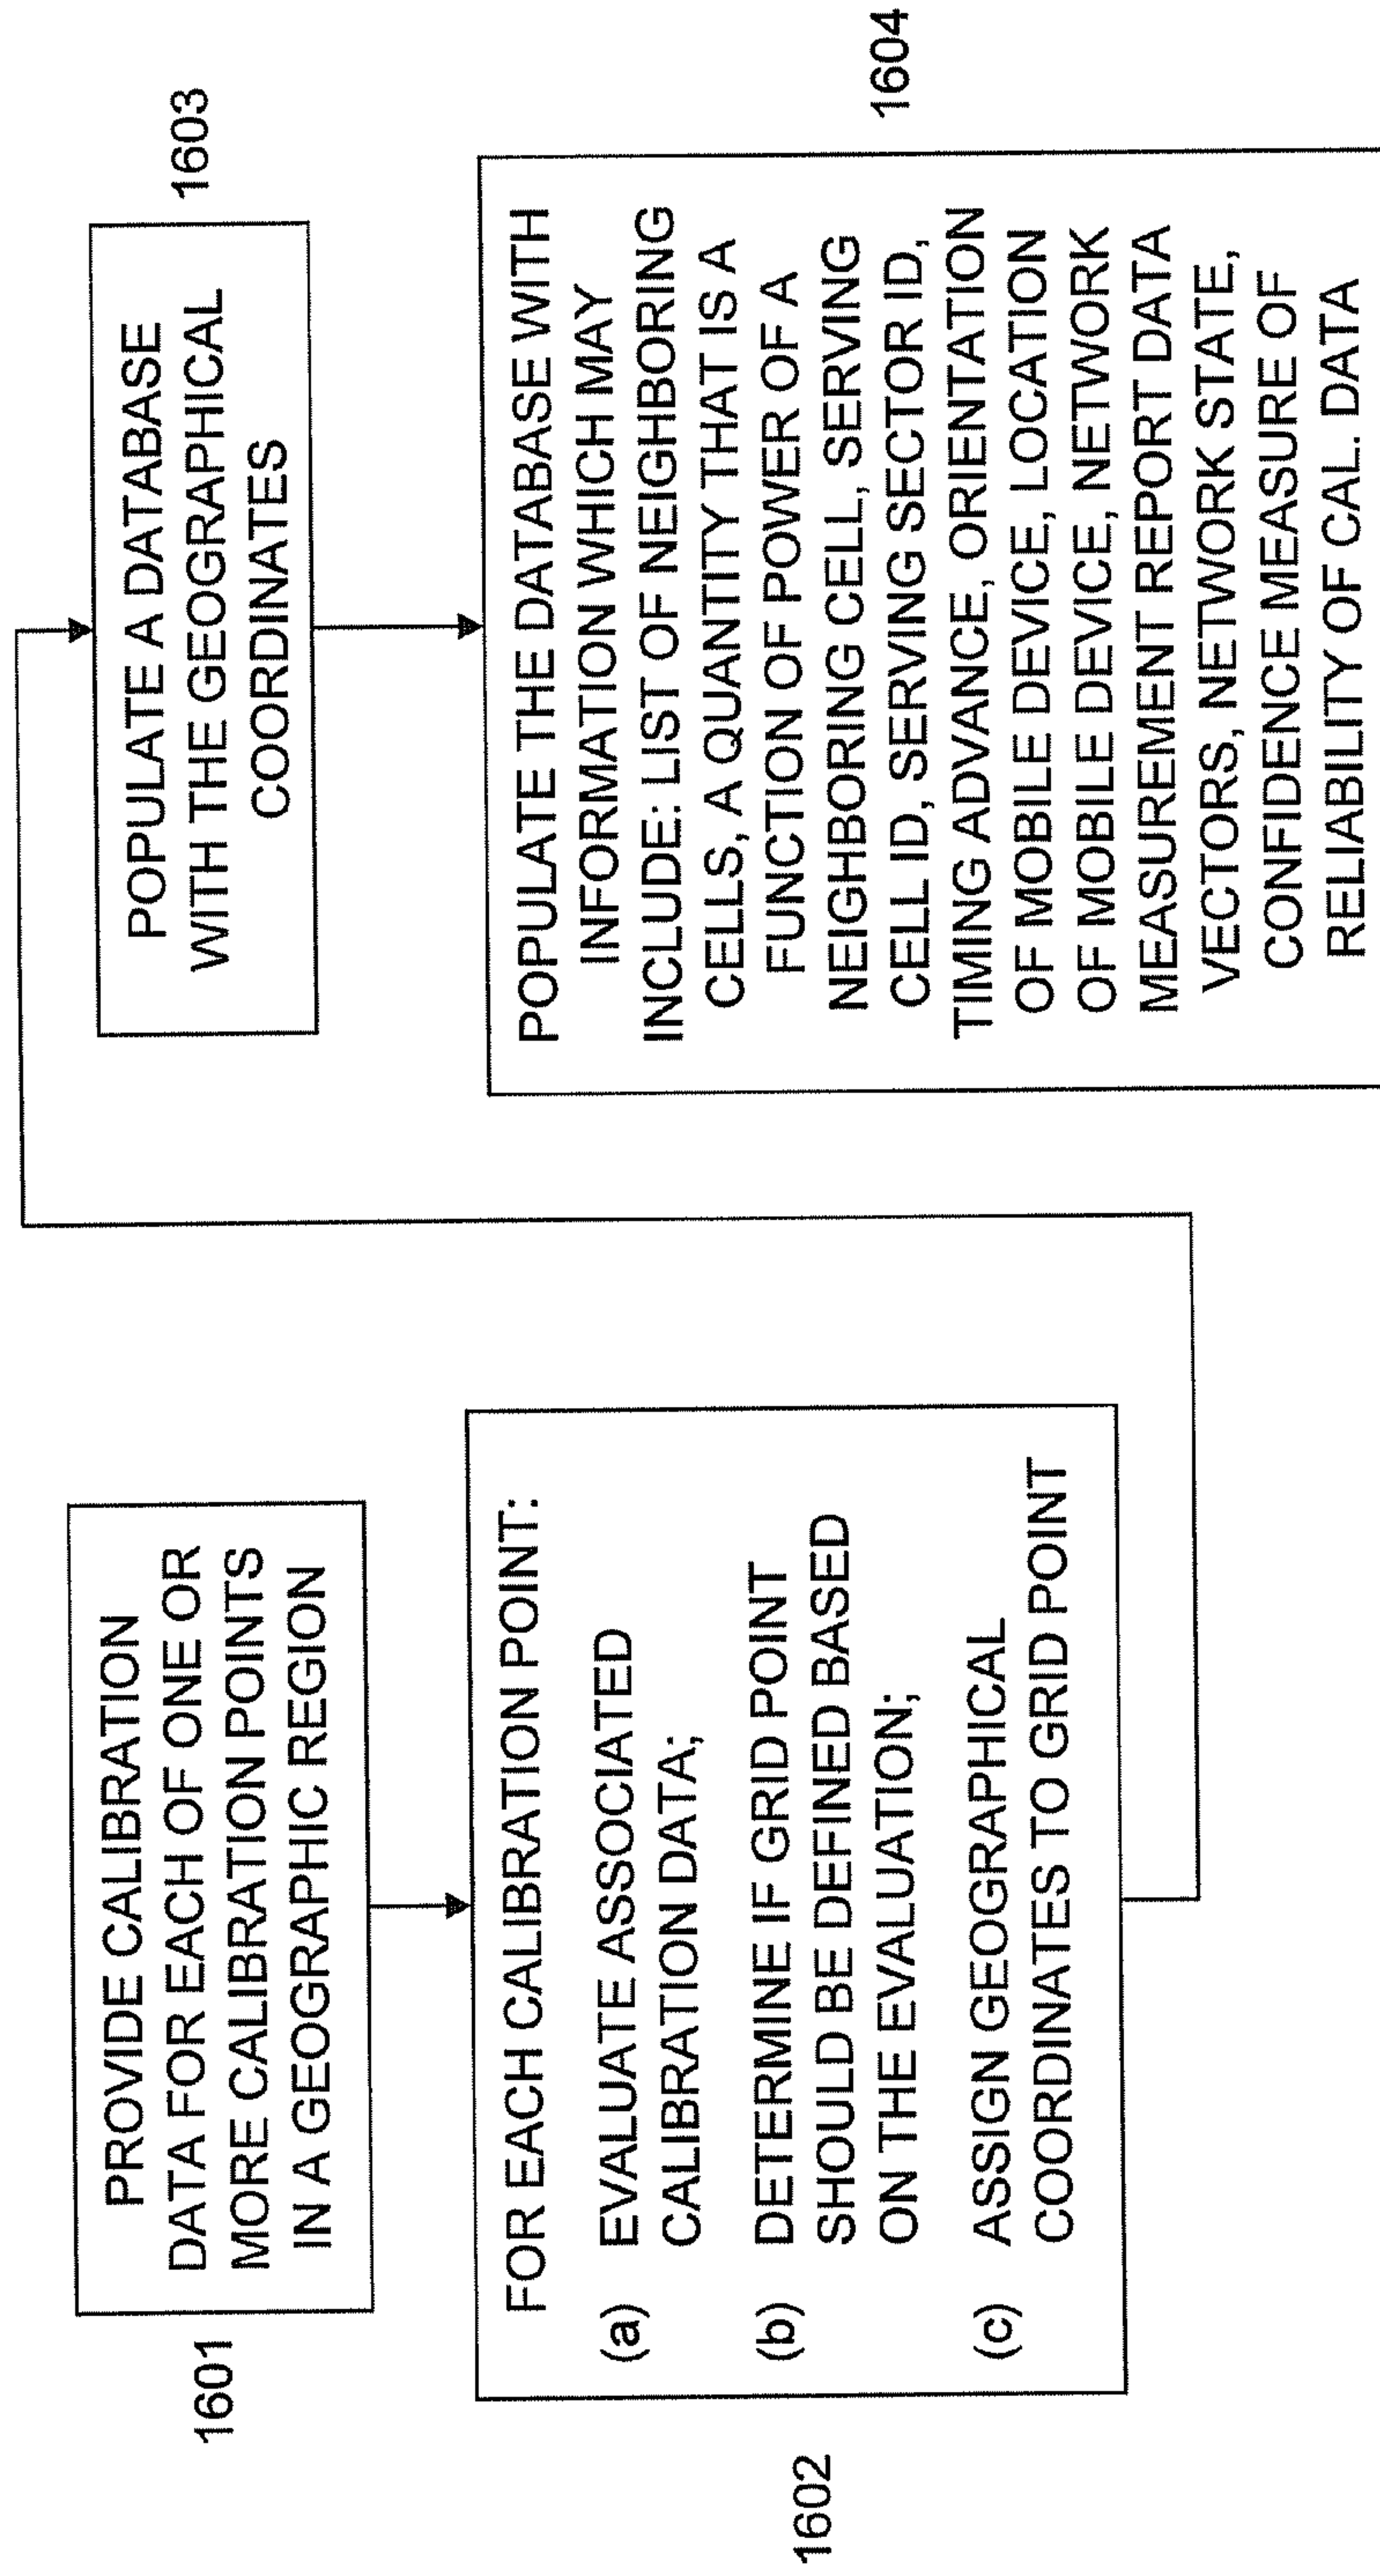 PROVIDE CALIBRATION
DATA FOR EACH OF ONE OR
MORE CALIBRATION POINTS
IN A GEOGRAPHIC REGION
1601
FOR EACH CALIBRATION POINT:
(a) EVALUATE ASSOCIATED
CALIBRATION DATA;
(b) DETERMINE IF GRID POINT
SHOULD BE DEFINED BASED
ON THE EVALUATION;
(c) ASSIGN GEOGRAPHICAL
COORDINATES TO GRID POINT
1602
POPULATE A DATABASE
WITH THE GEOGRAPHICAL
COORDINATES
1603
POPULATE THE DATABASE WITH
INFORMATION WHICH MAY
INCLUDE: LIST OF NEIGHBORING
CELLS, A QUANTITY THAT IS A
FUNCTION OF POWER OF A
NEIGHBORING CELL, SERVING
CELL ID, SERVING SECTOR ID,
TIMING ADVANCE, ORIENTATION
OF MOBILE DEVICE, LOCATION
OF MOBILE DEVICE, NETWORK
MEASUREMENT REPORT DATA
VECTORS, NETWORK STATE,
CONFIDENCE MEASURE OF
RELIABILITY OF CAL. DATA
1604